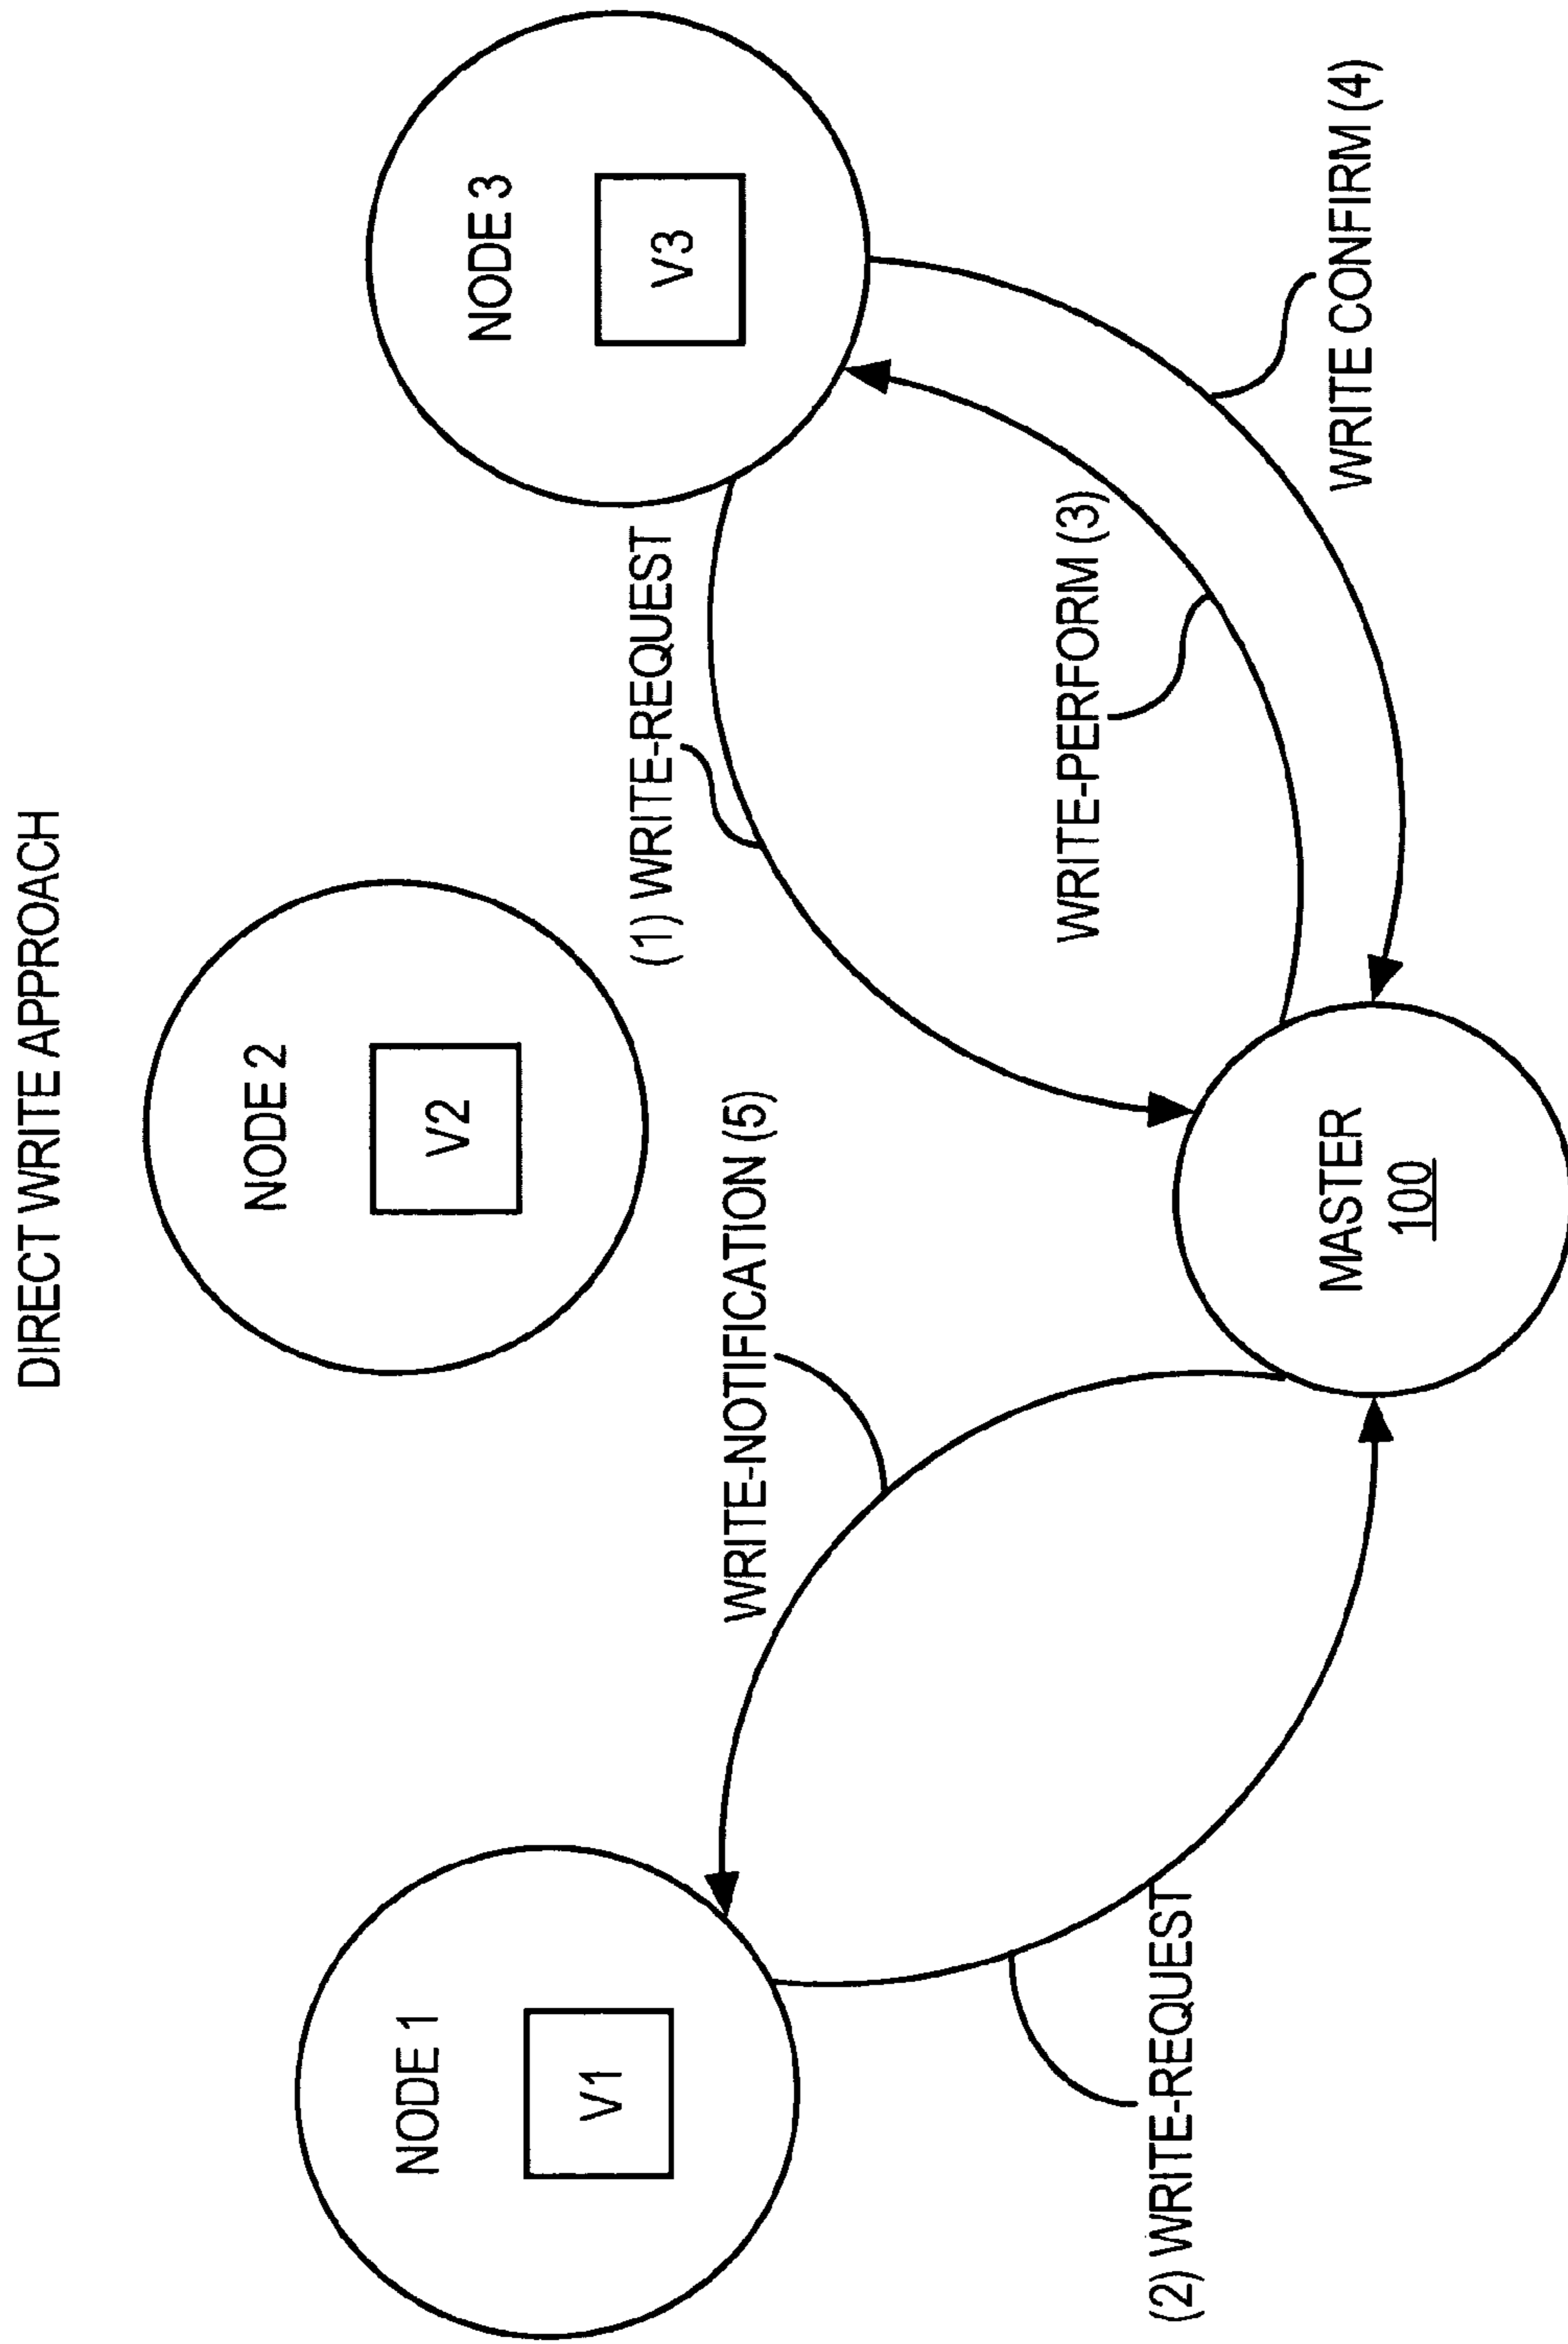 DIRECT WRITE APPROACH
NODE 1
V1
NODE 2
V2
NODE 3
V3
(1) WRITE-REQUEST
(2) WRITE-REQUEST
WRITE-NOTIFICATION (5)
WRITE-PERFORM (3)
WRITE CONFIRM (4)
MASTER
100